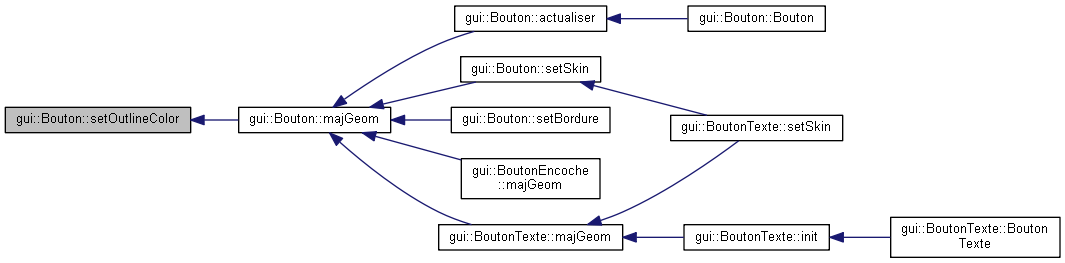 gui::Bouton::setOutlineColor
gui::Bouton::majGeom
gui::Bouton::actualiser
gui::Bouton::Bouton
gui::Bouton::setSkin
gui::Bouton::setBordure
gui::BoutonTexte::setSkin
gui::BoutonEncoche
::majGeom
gui::BoutonTexte::majGeom
gui::BoutonTexte::init
gui::BoutonTexte::Bouton
Texte